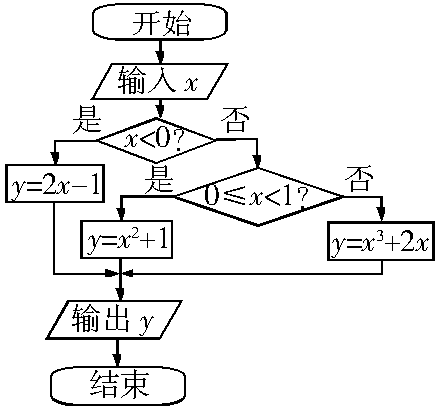 开始
输入 x
是
x<0?
否
y=2x-1
是
0≤x<1?
否
y=x²+1
y=x³+2x
输出 y
结束